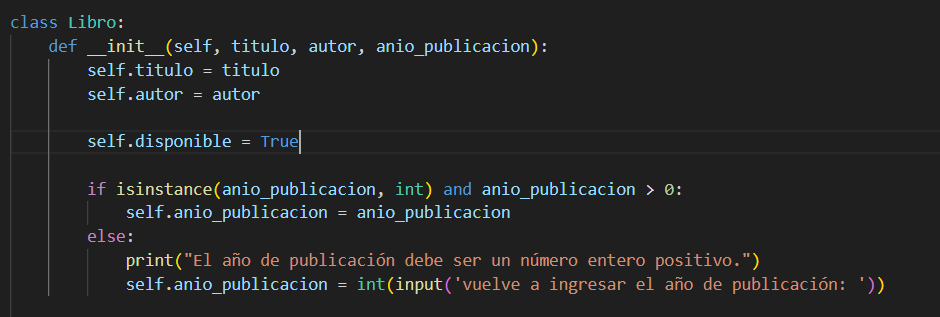 class Libro:
def __init__(self, titulo, autor, anio_publicacion):
self.titulo = titulo
self.autor = autor
self.disponible = True
if isinstance(anio_publicacion, int) and anio_publicacion > 0:
self.anio_publicacion = anio_publicacion
else:
print("El año de publicación debe ser un número entero positivo.")
self.anio_publicacion = int(input('vuelve a ingresar el año de publicación: '))